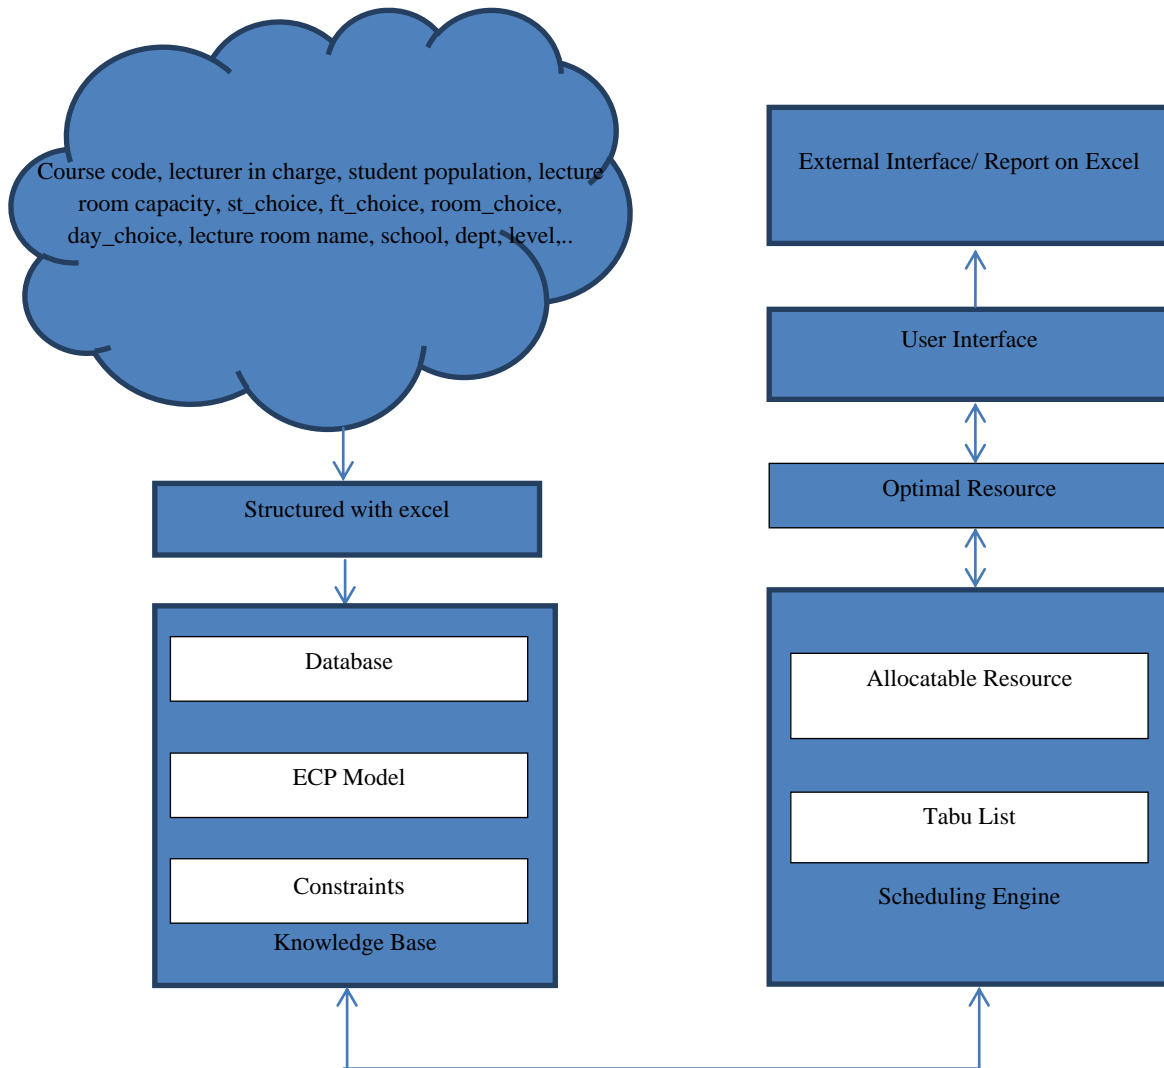 Course code, lecturer in charge, student population, lecture
room capacity, st_choice, ft_choice, room_choice,
day_choice, lecture room name, school, dept, level,..
Structured with excel
Database
ECP Model
Constraints
Knowledge Base
External Interface/ Report on Excel
User Interface
Optimal Resource
Allocatable Resource
Tabu List
Scheduling Engine